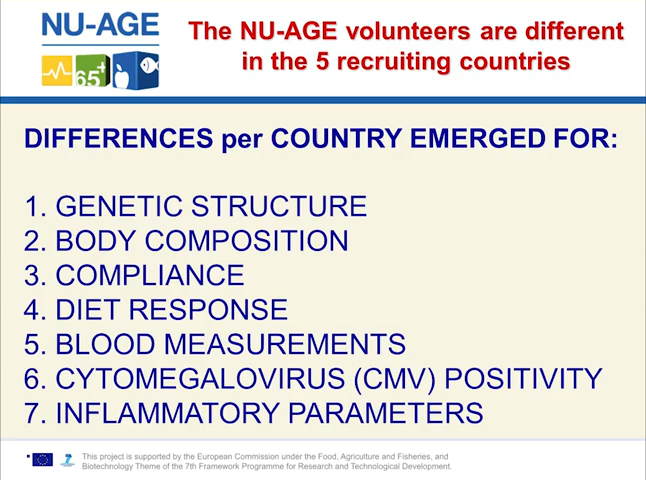 NU-AGE
65+
The NU-AGE volunteers are different
in the 5 recruiting countries
DIFFERENCES per COUNTRY EMERGED FOR:
1. GENETIC STRUCTURE
2. BODY COMPOSITION
3. COMPLIANCE
4. DIET RESPONSE
5. BLOOD MEASUREMENTS
6. CYTOMEGALOVIRUS (CMV) POSITIVITY
7. INFLAMMATORY PARAMETERS
This project is supported by the European Commission under the Food, Agriculture and Fisheries, and
Biotechnology Theme of the 7th Framework Programme for Research and Technological Development.